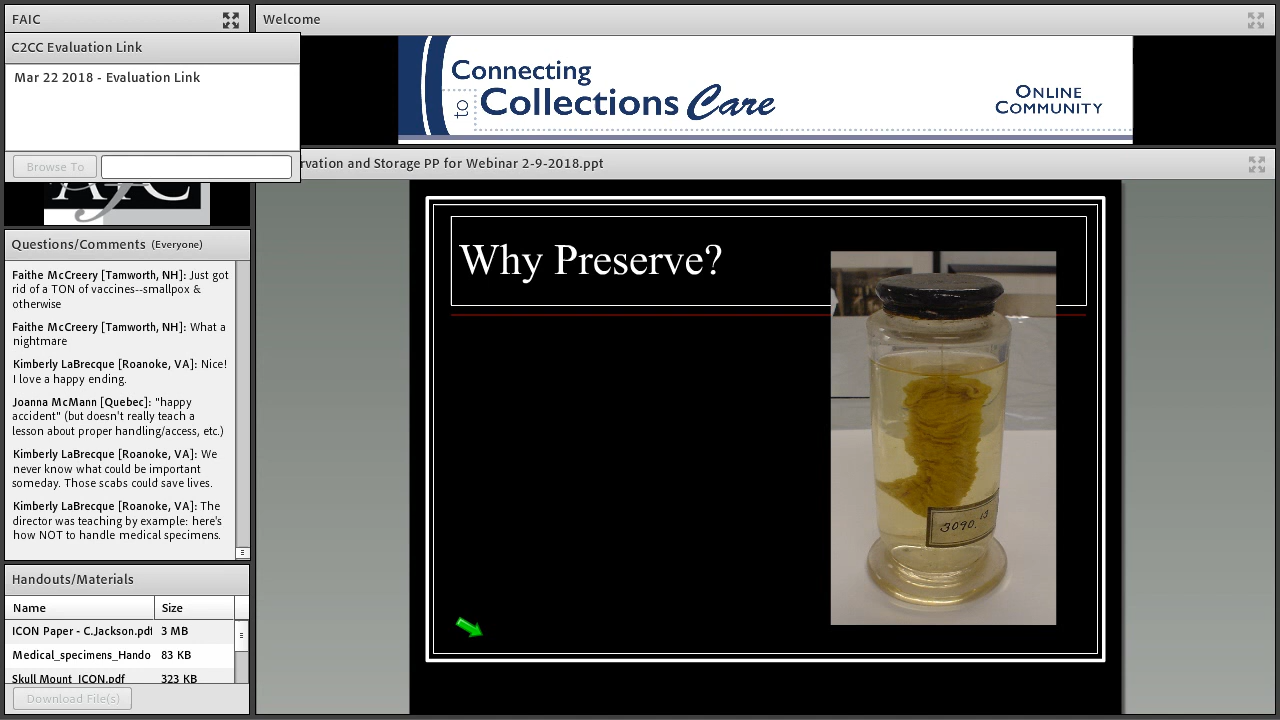 FAIC
C2CC Evaluation Link
Mar 22 2018 - Evaluation Link
Browse To
AIC
Questions/Comments (Everyone)
Faithe McCreery [Tamworth, NH]: Just got
rid of a TON of vaccines--smallpox &
otherwise
Faithe McCreery [Tamworth, NH]: What a
nightmare
Kimberly LaBrecque [Roanoke, VA]: Nice!
I love a happy ending.
Joanna McMann [Quebec]: "happy
accident" (but doesn't really teach a
lesson about proper handling/access, etc.)
Kimberly LaBrecque [Roanoke, VA]: We
never know what could be important
someday. Those scabs could save lives.
Kimberly LaBrecque [Roanoke, VA]: The
director was teaching by example: here's
how NOT to handle medical specimens.
Handouts/Materials
Name Size
ICON Paper - C.Jackson.pdf 3 MB
Medical_specimens_Hando 83 KB
Skull Mount_ICON.pdf 323 KB
Download File(s)
Welcome
Connecting
to Collections Care
ONLINE
COMMUNITY
rvation and Storage PP for Webinar 2-9-2018.ppt
Why Preserve?
3090.13